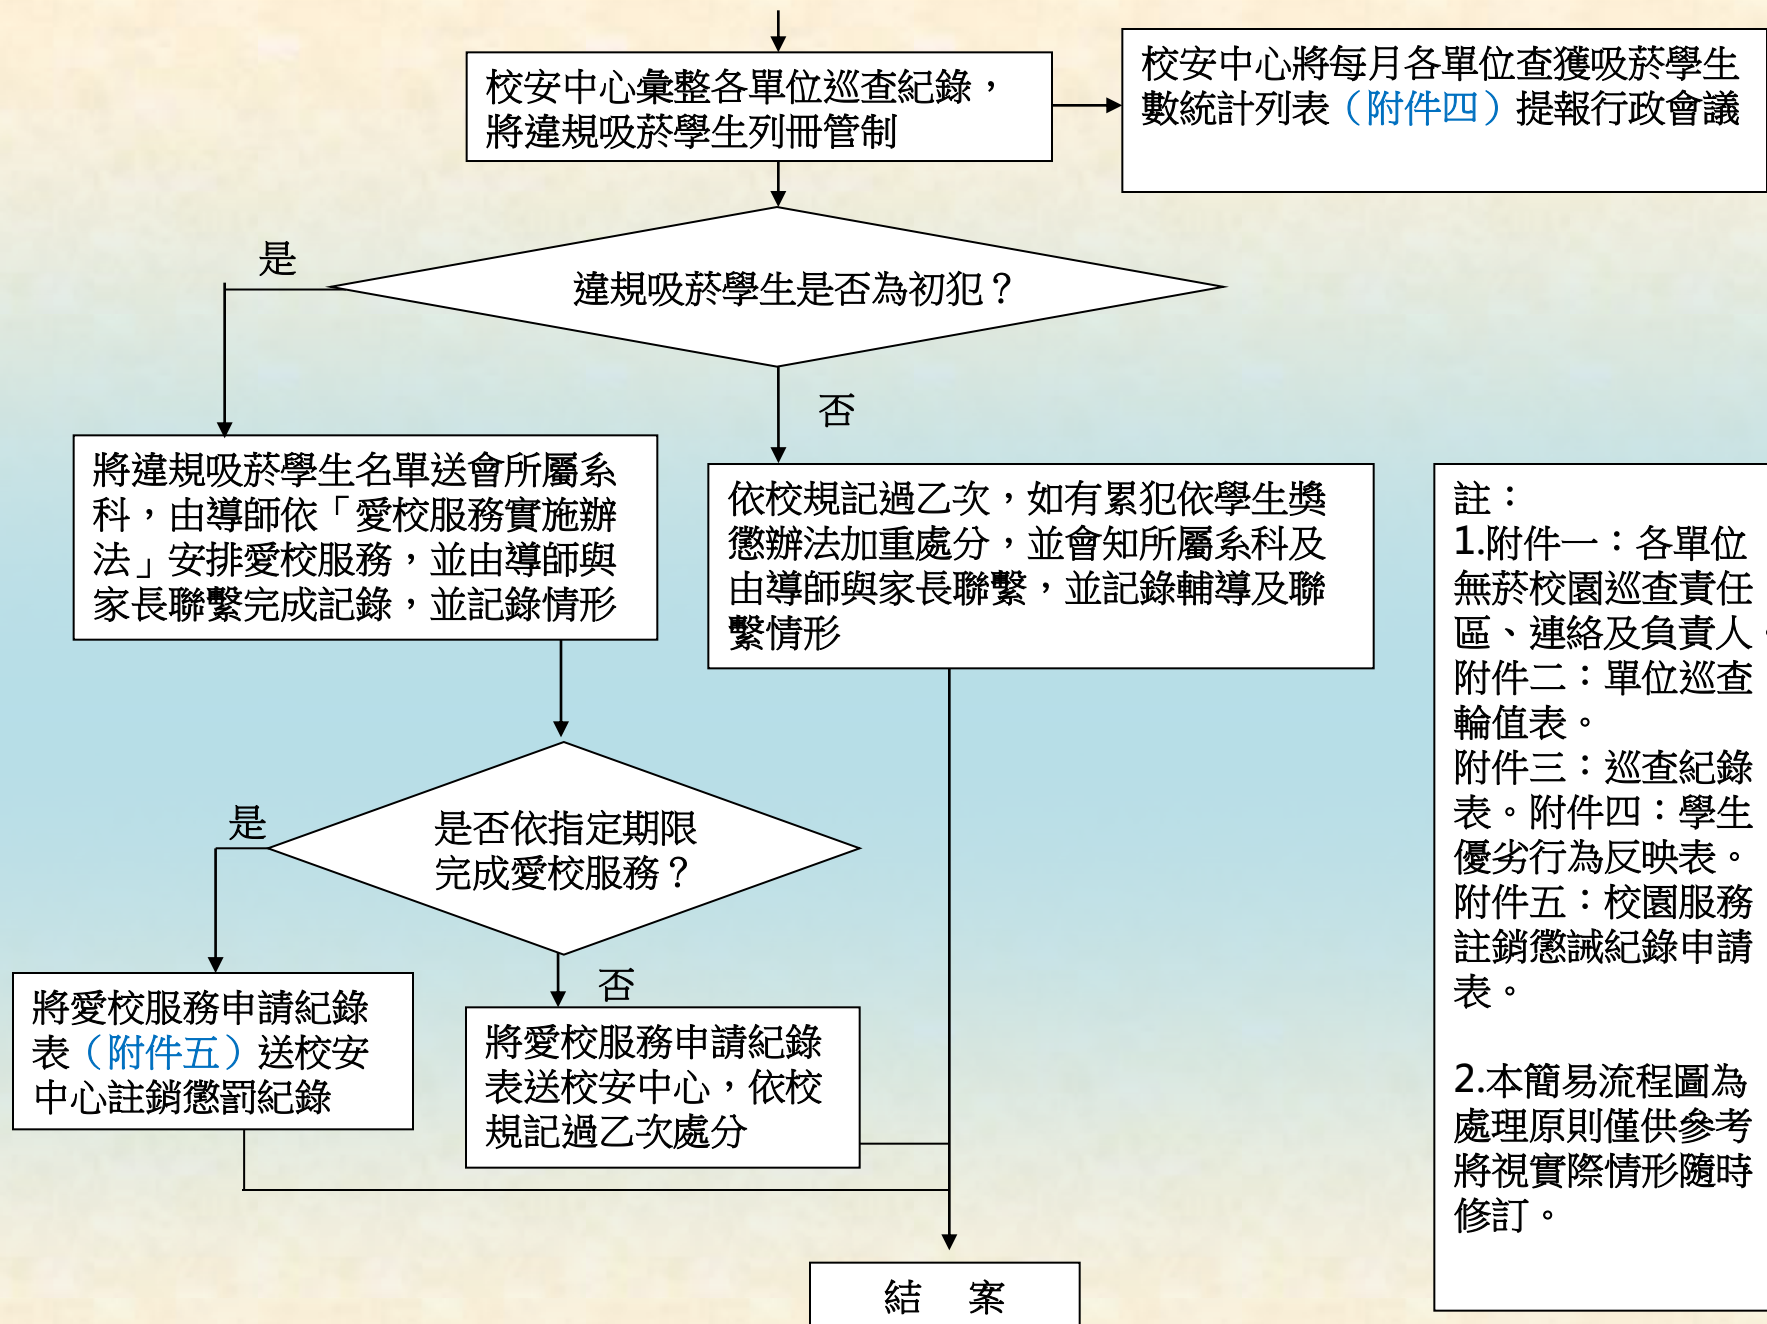 校安中心彙整各單位巡查紀錄，
將違規吸菸學生列冊管制
校安中心將每月各單位查獲吸菸學生
數統計列表（附件四）提報行政會議
違規吸菸學生是否為初犯？
是
否
將違規吸菸學生名單送會所屬系
科，由導師依「愛校服務實施辦
法」安排愛校服務，並由導師與
家長聯繫完成記錄，並記錄情形
依校規記過乙次，如有累犯依學生獎
懲辦法加重處分，並會知所屬系科及
由導師與家長聯繫，並記錄輔導及聯
繫情形
是否依指定期限
完成愛校服務？
是
否
將愛校服務申請紀錄
表（附件五）送校安
中心註銷懲罰紀錄
將愛校服務申請紀錄
表送校安中心，依校
規記過乙次處分
結 案
註：
1.附件一：各單位
無菸校園巡查責任
區、連絡及負責人。
附件二：單位巡查
輪值表。
附件三：巡查紀錄
表。附件四：學生
優劣行為反映表。
附件五：校園服務
註銷懲誡紀錄申請
表。
2.本簡易流程圖為
處理原則僅供參考
將視實際情形隨時
修訂。